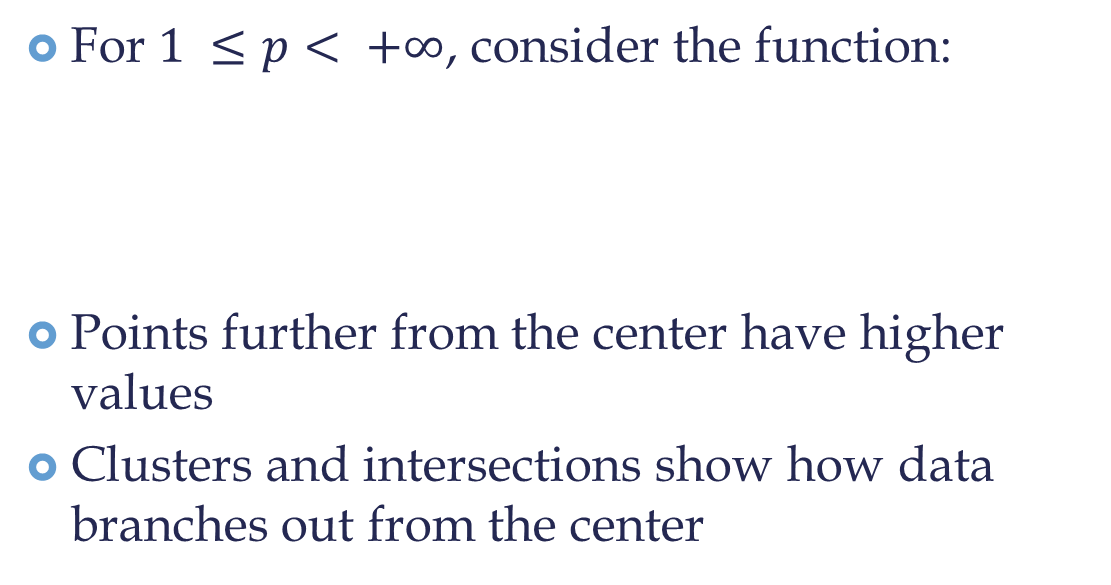 For 1 ≤ p < +∞, consider the function:
Points further from the center have higher
values
Clusters and intersections show how data
branches out from the center